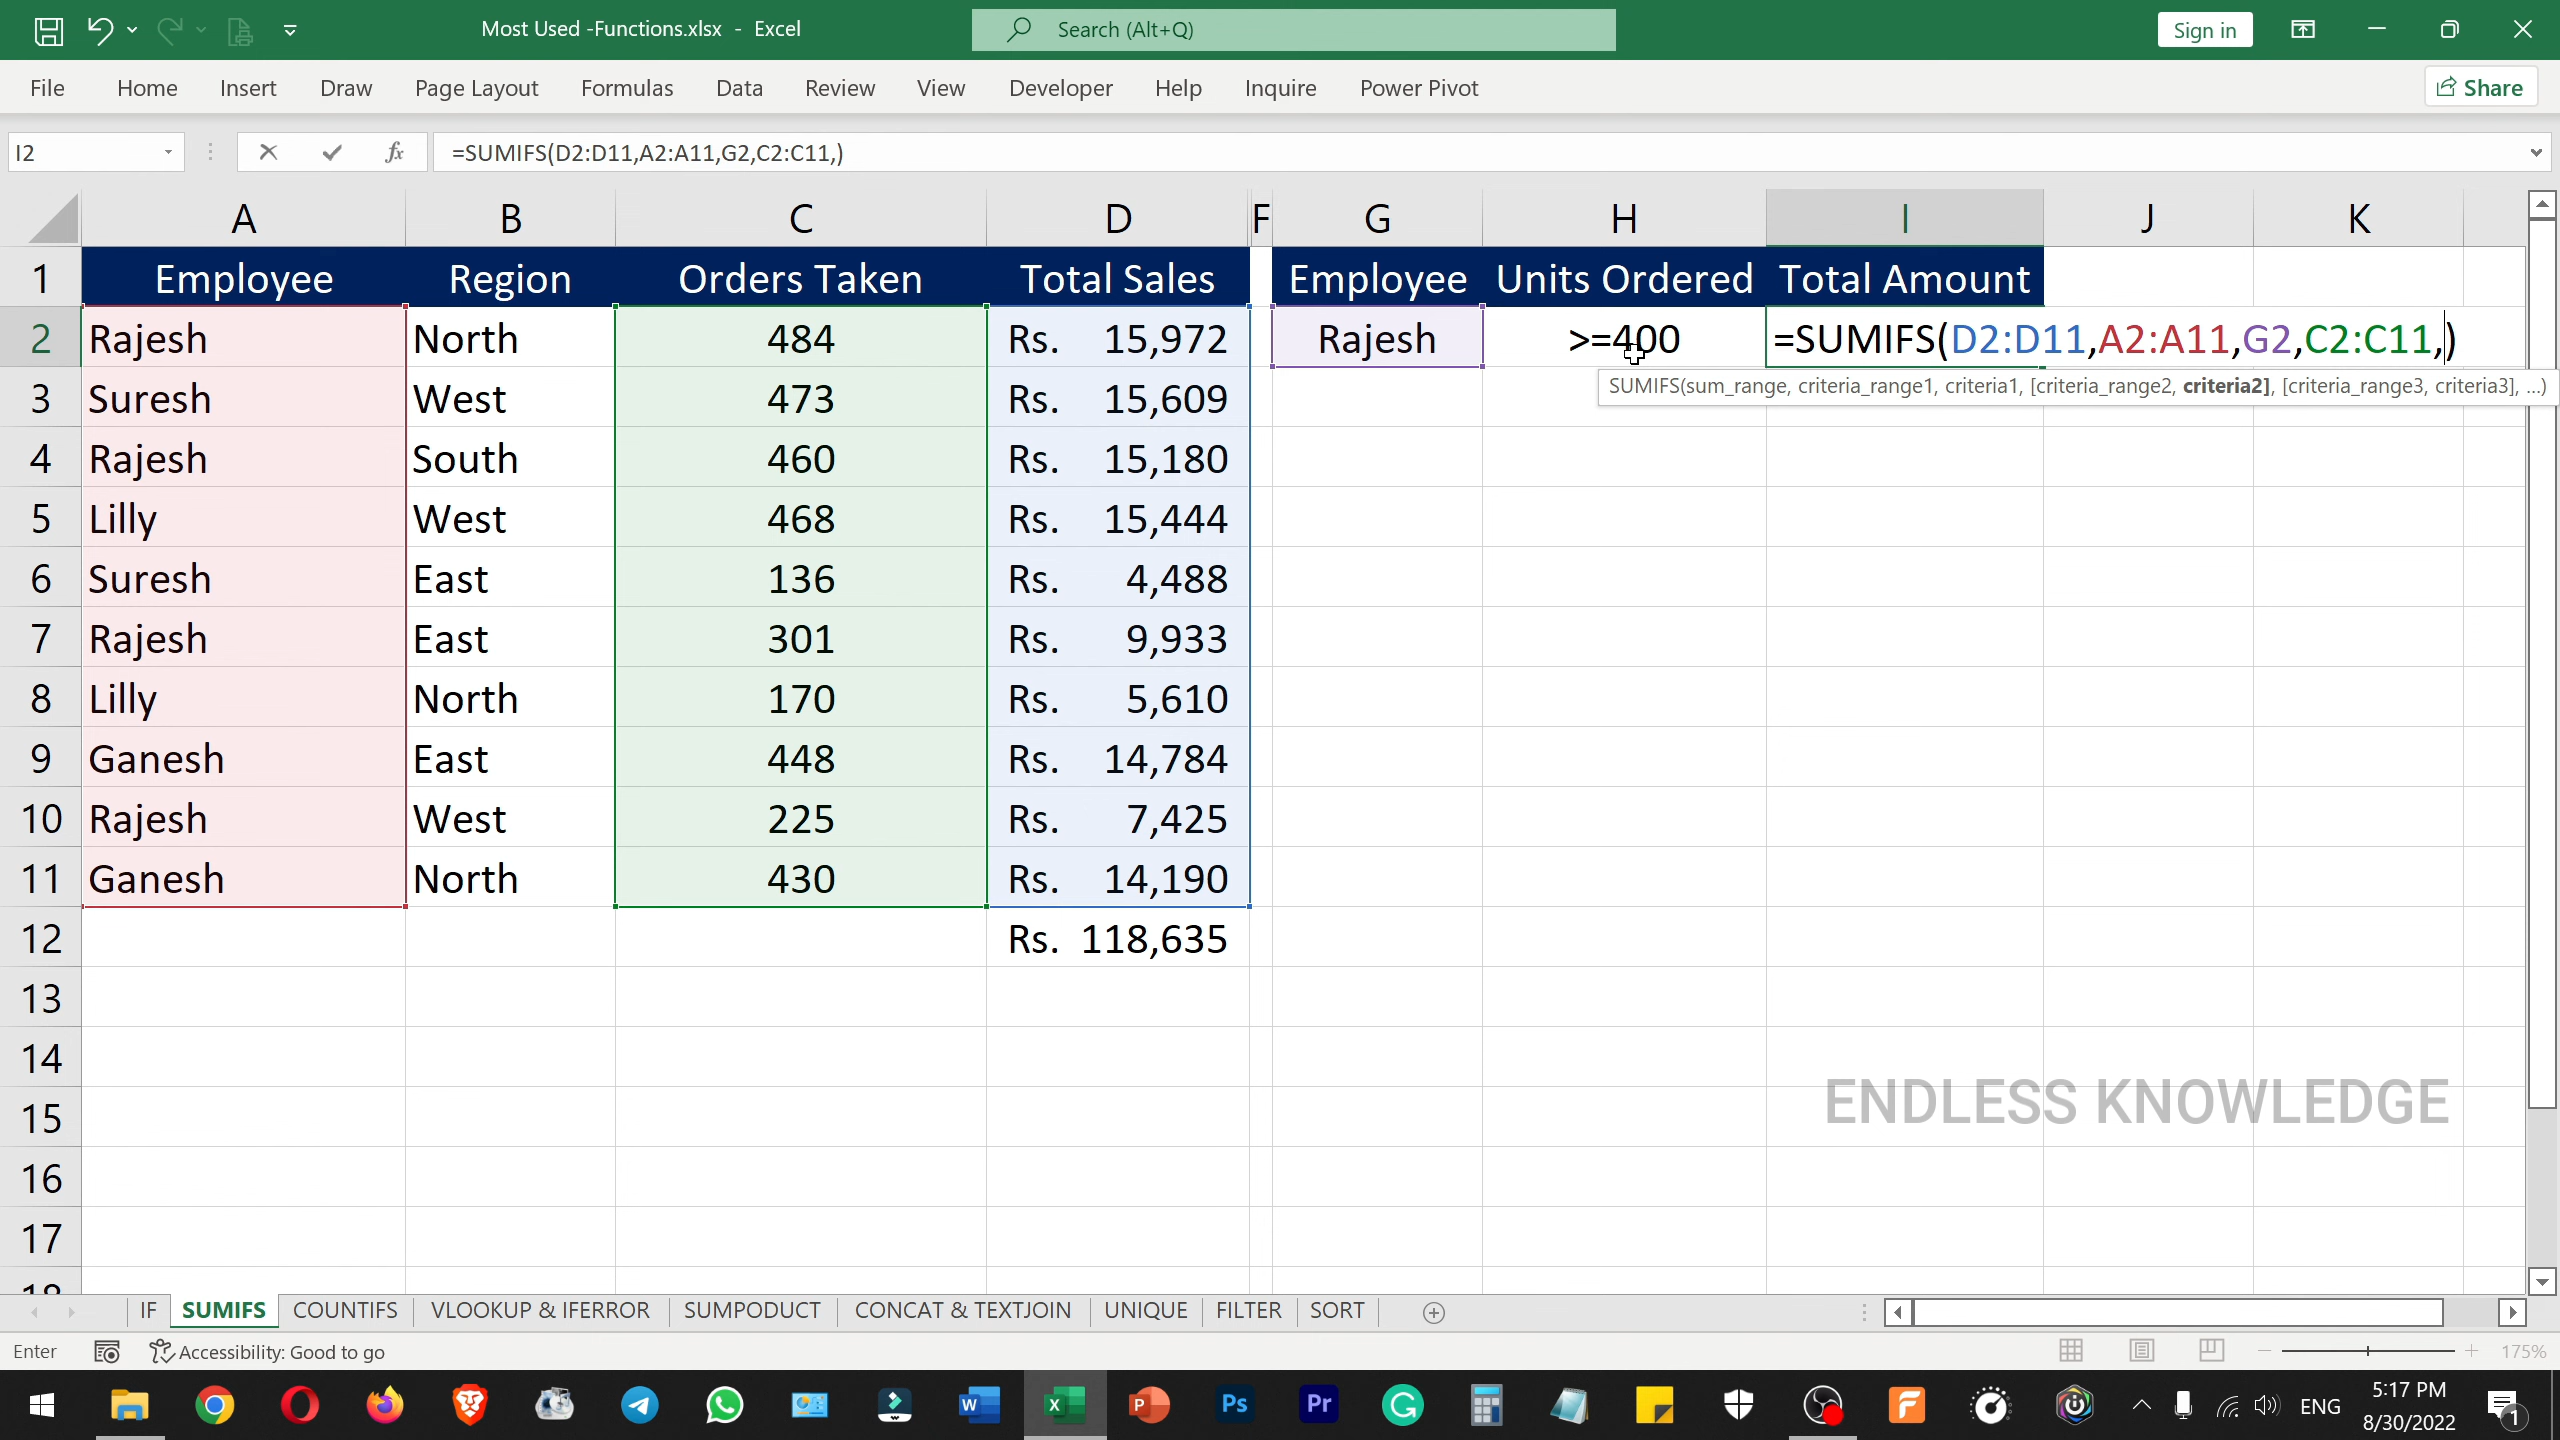 Most Used -Functions.xlsx - Excel
Search (Alt+Q)
Sign in
File Home Insert Draw Page Layout Formulas Data Review View Developer Help Inquire Power Pivot
Share
I2
fx
=SUMIFS(D2:D11,A2:A11,G2,C2:C11,)
A B C D F G H I J K
1 Employee Region Orders Taken Total Sales Employee Units Ordered Total Amount
2 Rajesh North 484 Rs. 15,972 Rajesh >=400 =SUMIFS(D2:D11,A2:A11,G2,C2:C11,)
SUMIFS(sum_range, criteria_range1, criteria1, [criteria_range2, criteria2], [criteria_range3, criteria3], ...)
3 Suresh West 473 Rs. 15,609
4 Rajesh South 460 Rs. 15,180
5 Lilly West 468 Rs. 15,444
6 Suresh East 136 Rs. 4,488
7 Rajesh East 301 Rs. 9,933
8 Lilly North 170 Rs. 5,610
9 Ganesh East 448 Rs. 14,784
10 Rajesh West 225 Rs. 7,425
11 Ganesh North 430 Rs. 14,190
12 Rs. 118,635
13
14
15
ENDLESS KNOWLEDGE
16
17
18
IF SUMIFS COUNTIFS VLOOKUP & IFERROR SUMPODUCT CONCAT & TEXTJOIN UNIQUE FILTER SORT
Enter
Accessibility: Good to go
175%
W X P Ps Pr G F
ENG
5:17 PM
8/30/2022
1